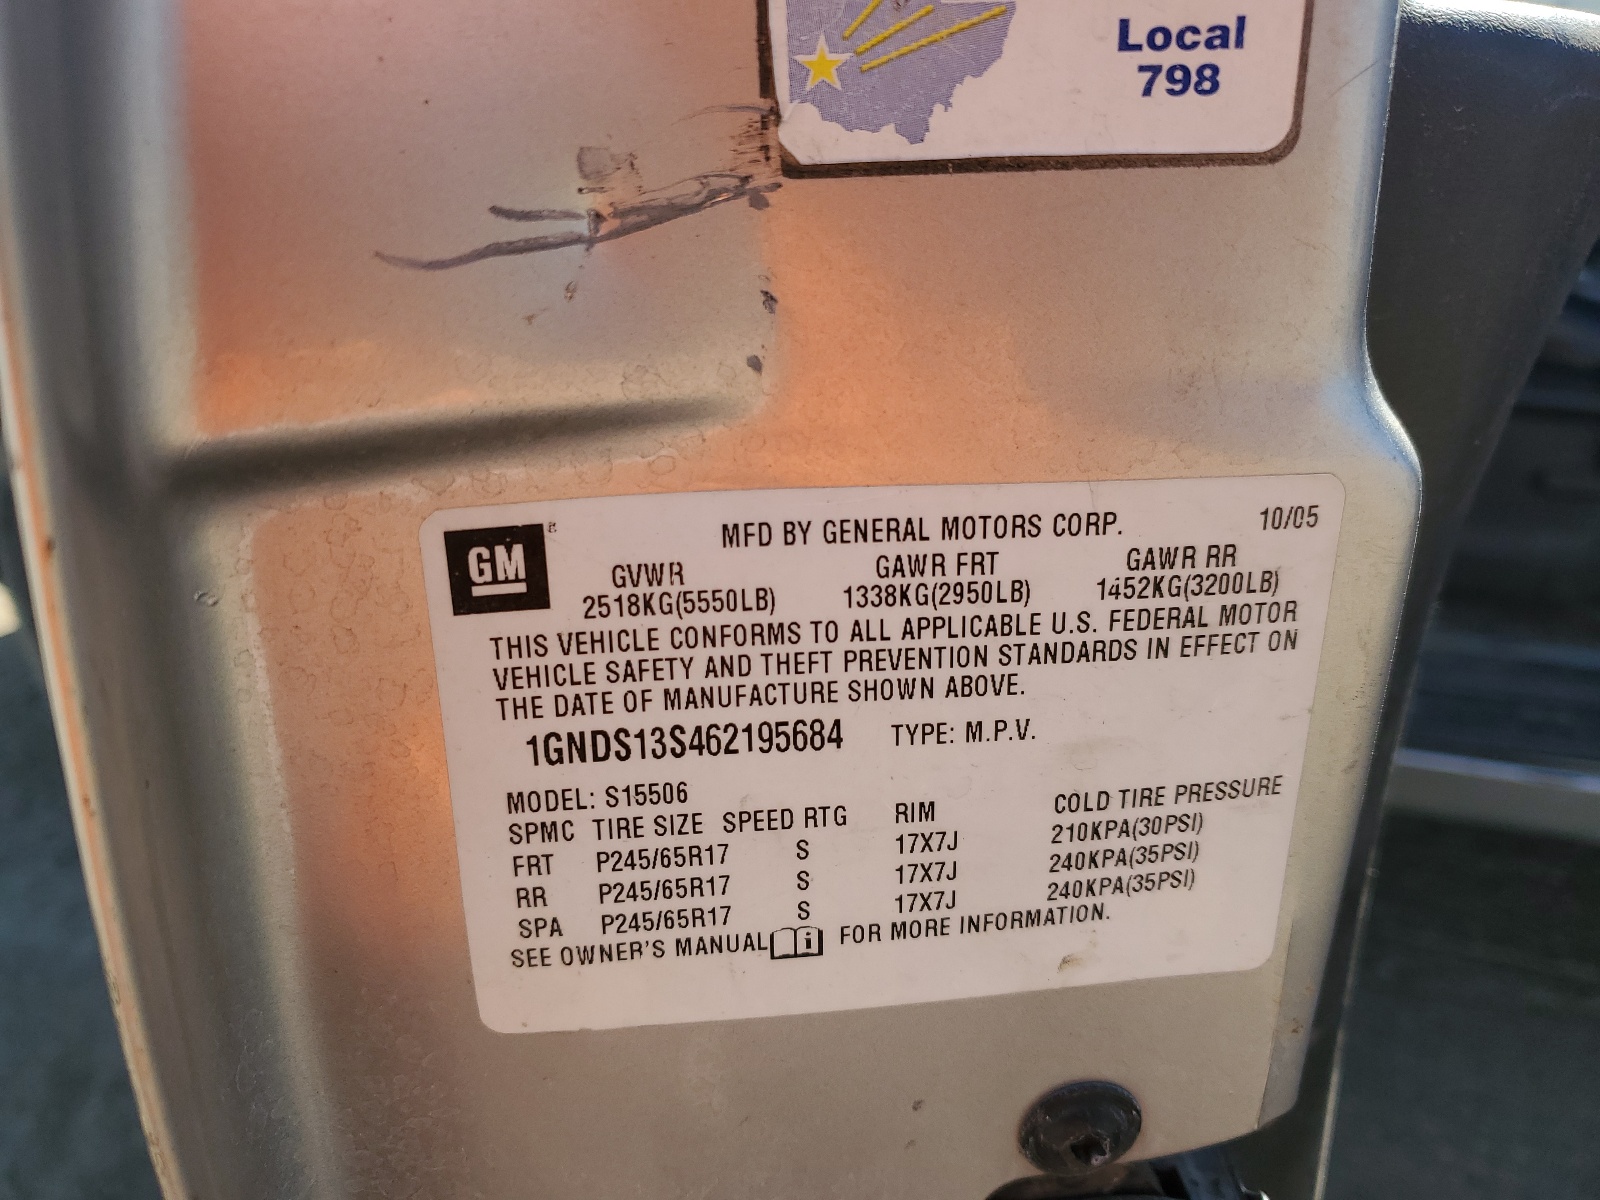 Local
798
GM ®
MFD BY GENERAL MOTORS CORP. 10/05
GVWR GAWR FRT GAWR RR
2518KG(5550LB) 1338KG(2950LB) 1452KG(3200LB)
THIS VEHICLE CONFORMS TO ALL APPLICABLE U.S. FEDERAL MOTOR
VEHICLE SAFETY AND THEFT PREVENTION STANDARDS IN EFFECT ON
THE DATE OF MANUFACTURE SHOWN ABOVE.
1GNDS13S462195684 TYPE: M.P.V.
MODEL: S15506
SPMC TIRE SIZE SPEED RTG RIM COLD TIRE PRESSURE
FRT P245/65R17 S 17X7J 210KPA(30PSI)
RR P245/65R17 S 17X7J 240KPA(35PSI)
SPA P245/65R17 S 17X7J 240KPA(35PSI)
SEE OWNER'S MANUAL i FOR MORE INFORMATION.